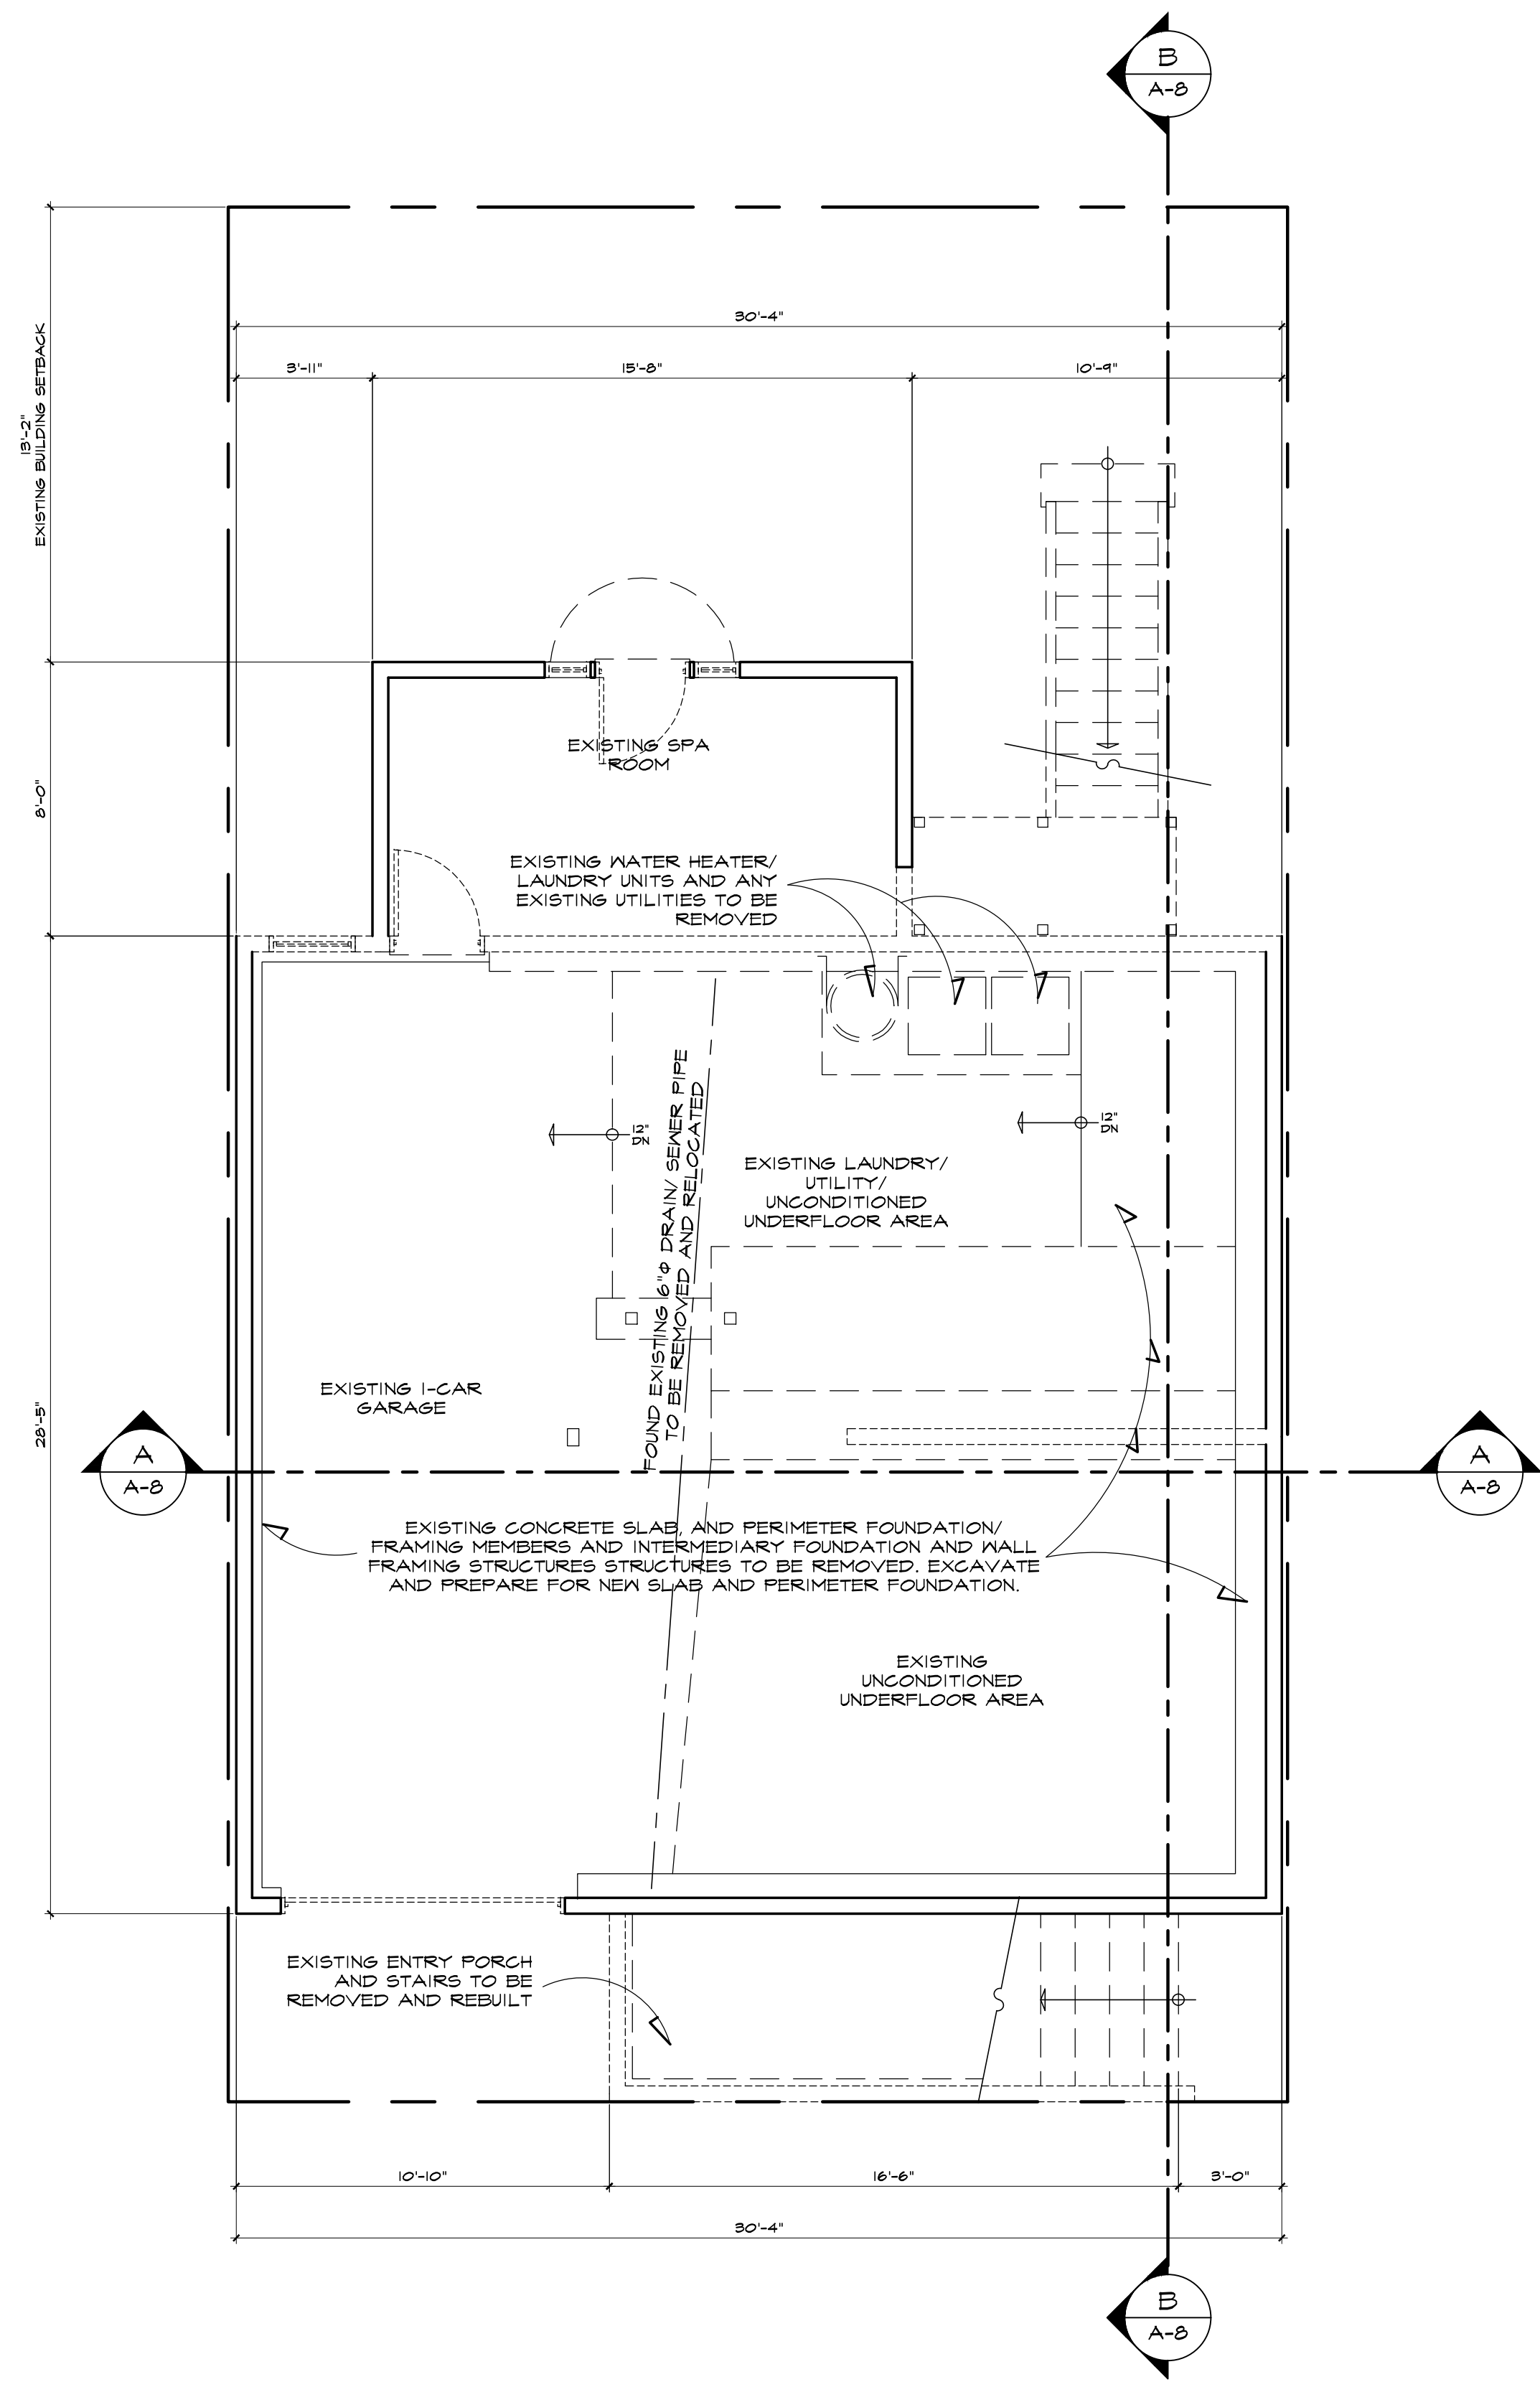 B
A-8
30'-4"
3'-11"
15'-8"
10'-9"
13'-2"
EXISTING BUILDING SETBACK
EXISTING SPA
ROOM
8'-0"
EXISTING WATER HEATER/
LAUNDRY UNITS AND ANY
EXISTING UTILITIES TO BE
REMOVED
12"
DN
12"
DN
FOUND EXISTING 6"Φ DRAIN/ SEWER PIPE
TO BE REMOVED AND RELOCATED
EXISTING LAUNDRY/
UTILITY/
UNCONDITIONED
UNDERFLOOR AREA
EXISTING 1-CAR
GARAGE
28'-5"
A
A-8
A
A-8
EXISTING CONCRETE SLAB, AND PERIMETER FOUNDATION/
FRAMING MEMBERS AND INTERMEDIARY FOUNDATION AND WALL
FRAMING STRUCTURES STRUCTURES TO BE REMOVED. EXCAVATE
AND PREPARE FOR NEW SLAB AND PERIMETER FOUNDATION.
EXISTING
UNCONDITIONED
UNDERFLOOR AREA
EXISTING ENTRY PORCH
AND STAIRS TO BE
REMOVED AND REBUILT
10'-10"
16'-6"
3'-0"
30'-4"
B
A-8